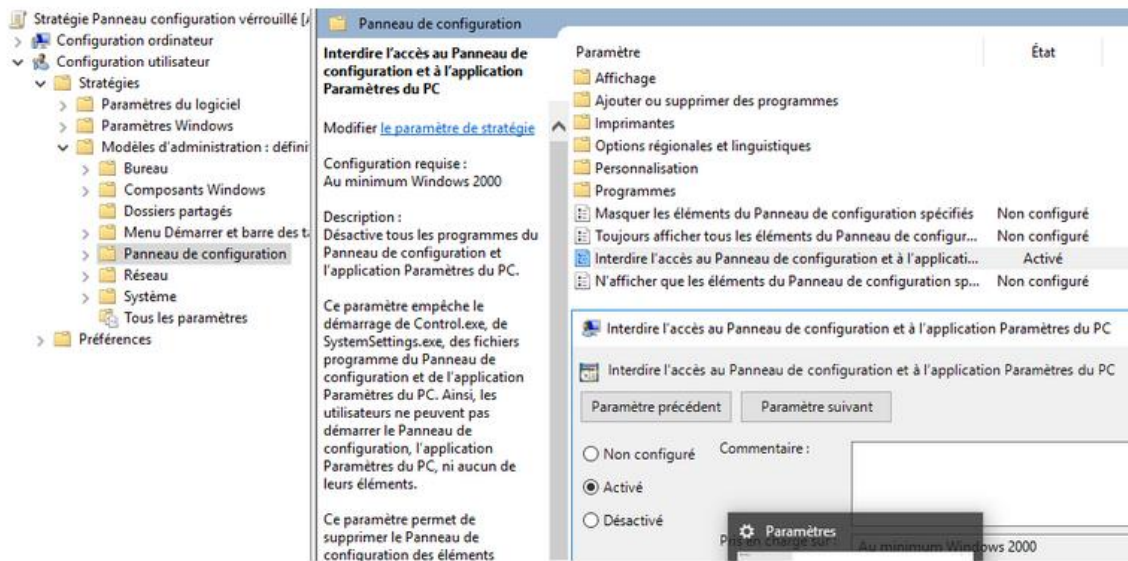 Stratégie Panneau configuration vérrouillé [
Configuration ordinateur
Configuration utilisateur
Stratégies
Paramètres du logiciel
Paramètres Windows
Modèles d'administration : défini
Bureau
Composants Windows
Dossiers partagés
Menu Démarrer et barre des t
Panneau de configuration
Réseau
Système
Tous les paramètres
Préférences
Panneau de configuration
Interdire l'accès au Panneau de
configuration et à l'application
Paramètres du PC
Modifier le paramètre de stratégie
Configuration requise :
Au minimum Windows 2000
Description :
Désactive tous les programmes du
Panneau de configuration et
l'application Paramètres du PC.
Ce paramètre empêche le
démarrage de Control.exe, de
SystemSettings.exe, des fichiers
programme du Panneau de
configuration et de l'application
Paramètres du PC. Ainsi, les
utilisateurs ne peuvent pas
démarrer le Panneau de
configuration, l'application
Paramètres du PC, ni aucun de
leurs éléments.
Ce paramètre permet de
supprimer le Panneau de
configuration des éléments
Paramètre État
Affichage
Ajouter ou supprimer des programmes
Imprimantes
Options régionales et linguistiques
Personnalisation
Programmes
Masquer les éléments du Panneau de configuration spécifiés Non configuré
Toujours afficher tous les éléments du Panneau de configur... Non configuré
Interdire l'accès au Panneau de configuration et à l'applicati... Activé
N'afficher que les éléments du Panneau de configuration sp... Non configuré
Interdire l'accès au Panneau de configuration et à l'application Paramètres du PC
Interdire l'accès au Panneau de configuration et à l'application Paramètres du PC
Paramètre précédent Paramètre suivant
Non configuré Commentaire :
Activé
Désactivé
Paramètres
Pris en charge sur : Au minimum Windows 2000